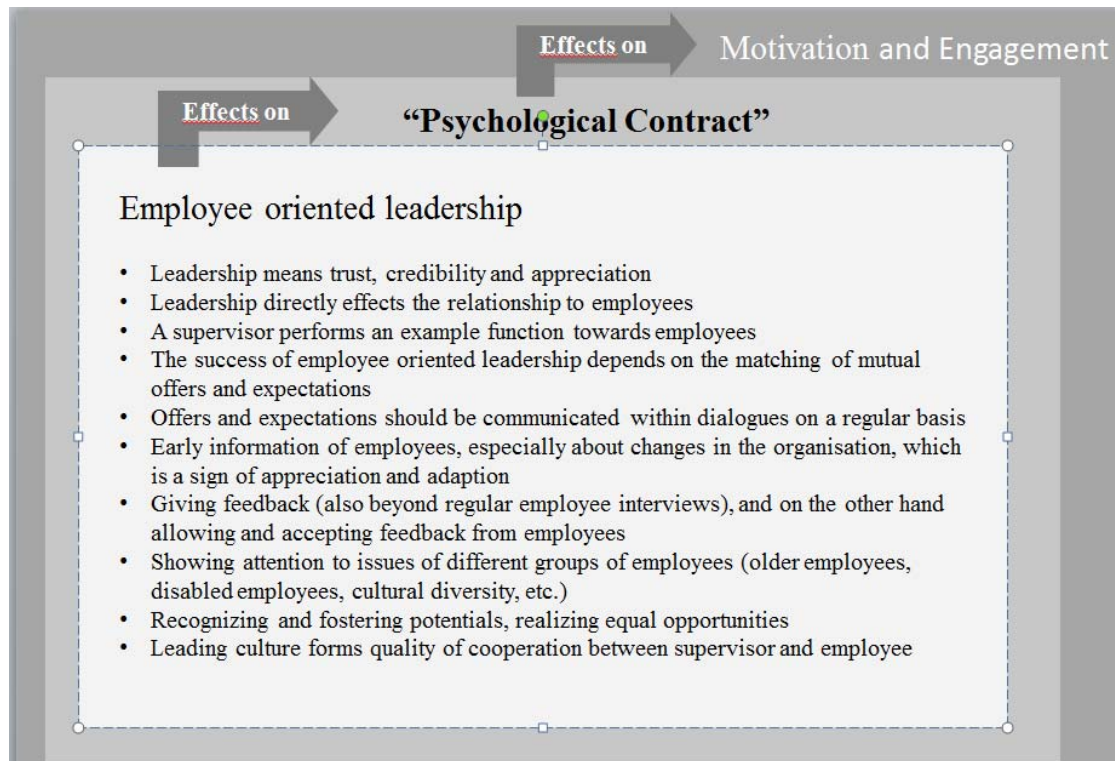 Effects on
Motivation and Engagement
Effects on
“Psychological Contract”
Employee oriented leadership
• Leadership means trust, credibility and appreciation
• Leadership directly effects the relationship to employees
• A supervisor performs an example function towards employees
• The success of employee oriented leadership depends on the matching of mutual
offers and expectations
• Offers and expectations should be communicated within dialogues on a regular basis
• Early information of employees, especially about changes in the organisation, which
is a sign of appreciation and adaption
• Giving feedback (also beyond regular employee interviews), and on the other hand
allowing and accepting feedback from employees
• Showing attention to issues of different groups of employees (older employees,
disabled employees, cultural diversity, etc.)
• Recognizing and fostering potentials, realizing equal opportunities
• Leading culture forms quality of cooperation between supervisor and employee